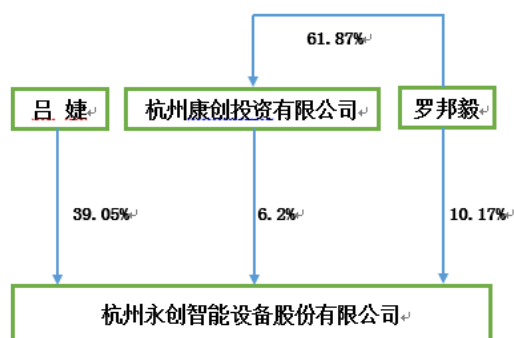 61.87%
吕 婕
杭州康创投资有限公司
罗邦毅
39.05%
6.2%
10.17%
杭州永创智能设备股份有限公司